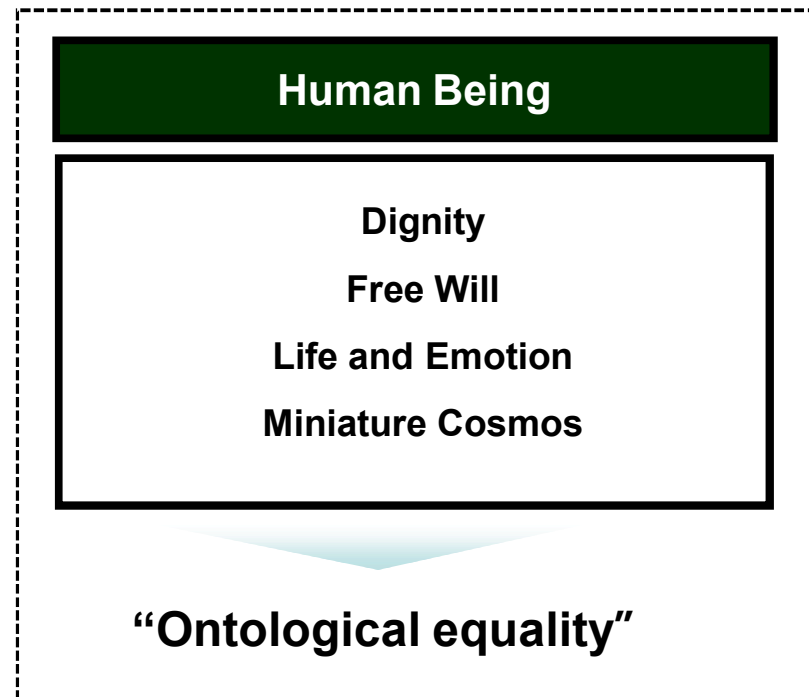 Human Being
Dignity
Free Will
Life and Emotion
Miniature Cosmos
“Ontological equality”